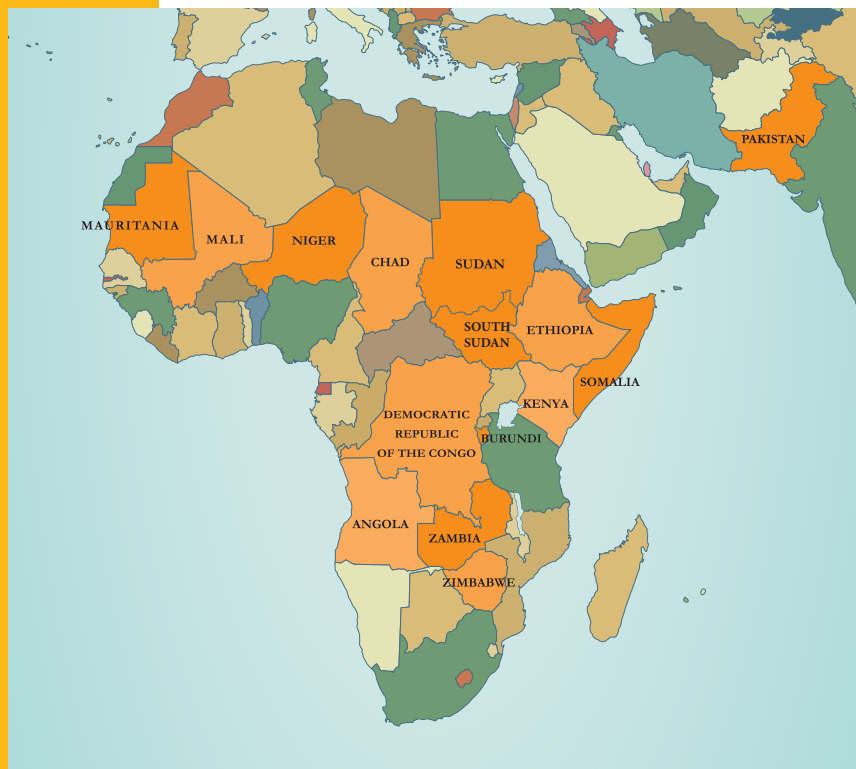 PAKISTAN
MAURITANIA
MALI
NIGER
CHAD
SUDAN
SOUTH
SUDAN
ETHIOPIA
SOMALIA
KENYA
DEMOCRATIC
REPUBLIC
OF THE CONGO
BURUNDI
ANGOLA
ZAMBIA
ZIMBABWE